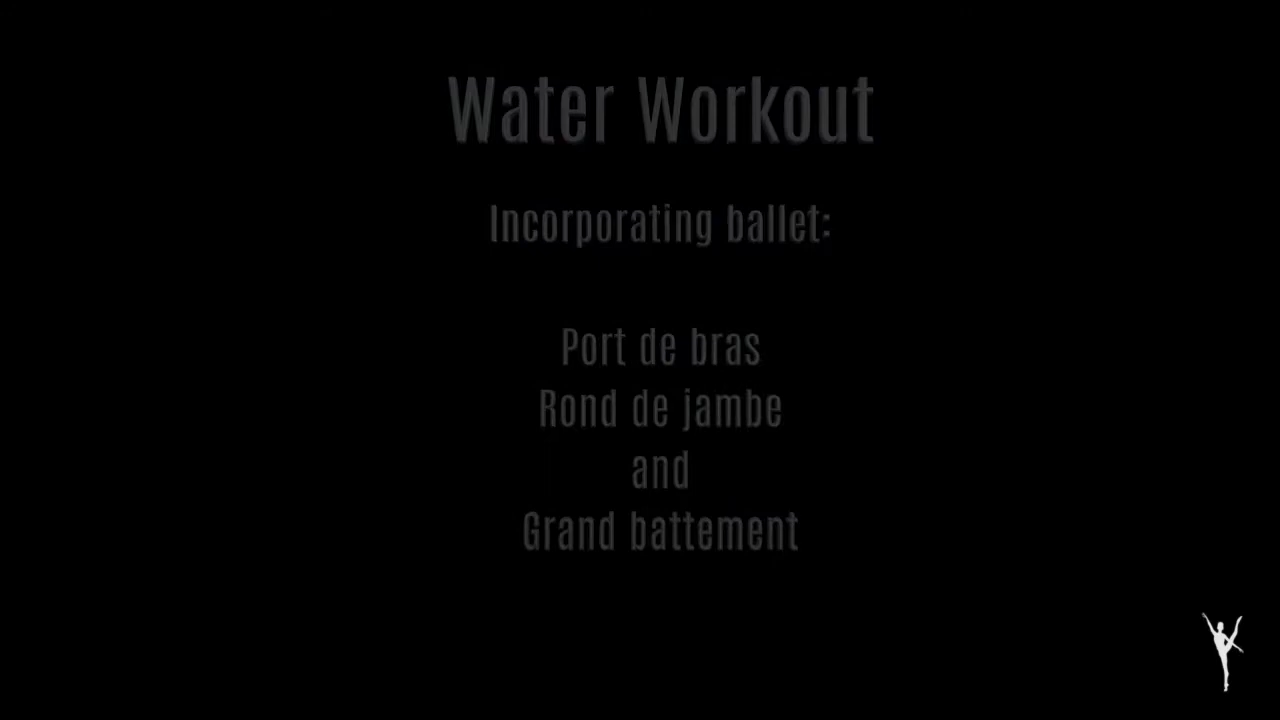 Water Workout
Incorporating ballet:
Port de bras
Rond de jambe
and
Grand battement